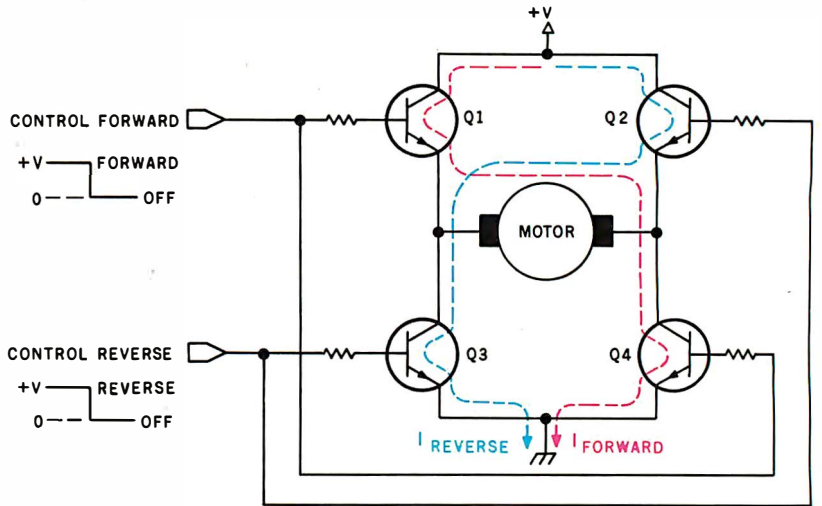 +V
Q1
Q2
CONTROL FORWARD
+V FORWARD
0 OFF
MOTOR
CONTROL REVERSE
Q3
Q4
+V REVERSE
0 OFF
I REVERSE
I FORWARD